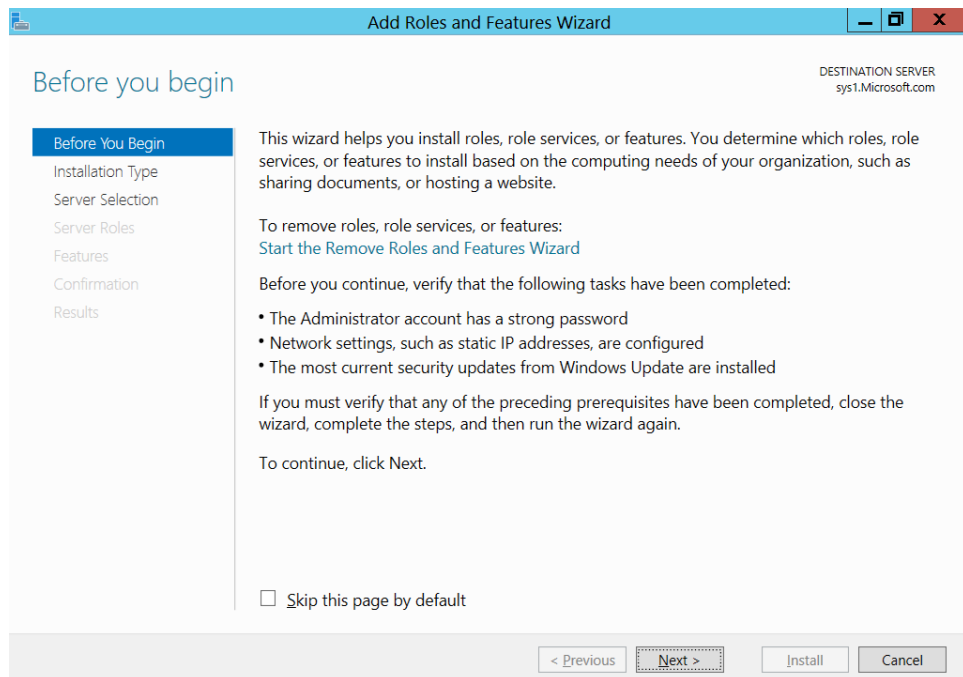 Add Roles and Features Wizard
Before you begin
DESTINATION SERVER
sys1.Microsoft.com
Before You Begin
Installation Type
Server Selection
Server Roles
Features
Confirmation
Results
This wizard helps you install roles, role services, or features. You determine which roles, role
services, or features to install based on the computing needs of your organization, such as
sharing documents, or hosting a website.
To remove roles, role services, or features:
Start the Remove Roles and Features Wizard
Before you continue, verify that the following tasks have been completed:
• The Administrator account has a strong password
• Network settings, such as static IP addresses, are configured
• The most current security updates from Windows Update are installed
If you must verify that any of the preceding prerequisites have been completed, close the
wizard, complete the steps, and then run the wizard again.
To continue, click Next.
Skip this page by default
< Previous
Next >
Install
Cancel